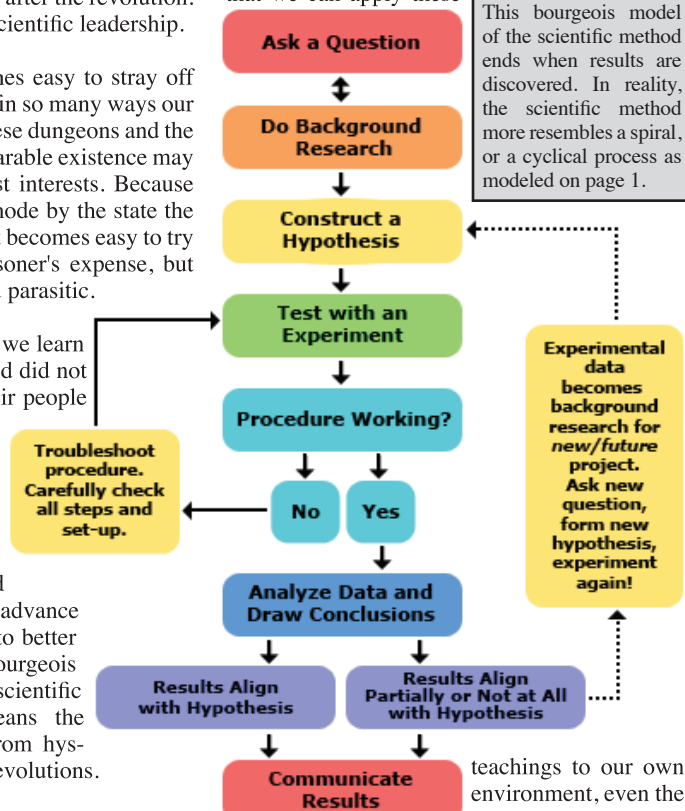 after the revolution.
scientific leadership.
es easy to stray off
in so many ways our
ese dungeons and the
arable existence may
st interests. Because
node by the state the
t becomes easy to try
soner's expense, but
parasitic.
we learn
d did not
ir people
d
advance
to better
ourgeois
scientific
eans the
rom hys-
evolutions.
that we can apply these
Ask a Question
Do Background
Research
Construct a
Hypothesis
Test with an
Experiment
Procedure Working?
No
Yes
Troubleshoot
procedure.
Carefully check
all steps and
set-up.
Analyze Data and
Draw Conclusions
Results Align
with Hypothesis
Results Align
Partially or Not at All
with Hypothesis
Communicate
Results
Experimental
data
becomes
background
research for
new/future
project.
Ask new
question,
form new
hypothesis,
experiment
again!
This bourgeois model
of the scientific method
ends when results are
discovered. In reality,
the scientific method
more resembles a spiral,
or a cyclical process as
modeled on page 1.
teachings to our own
environment, even the